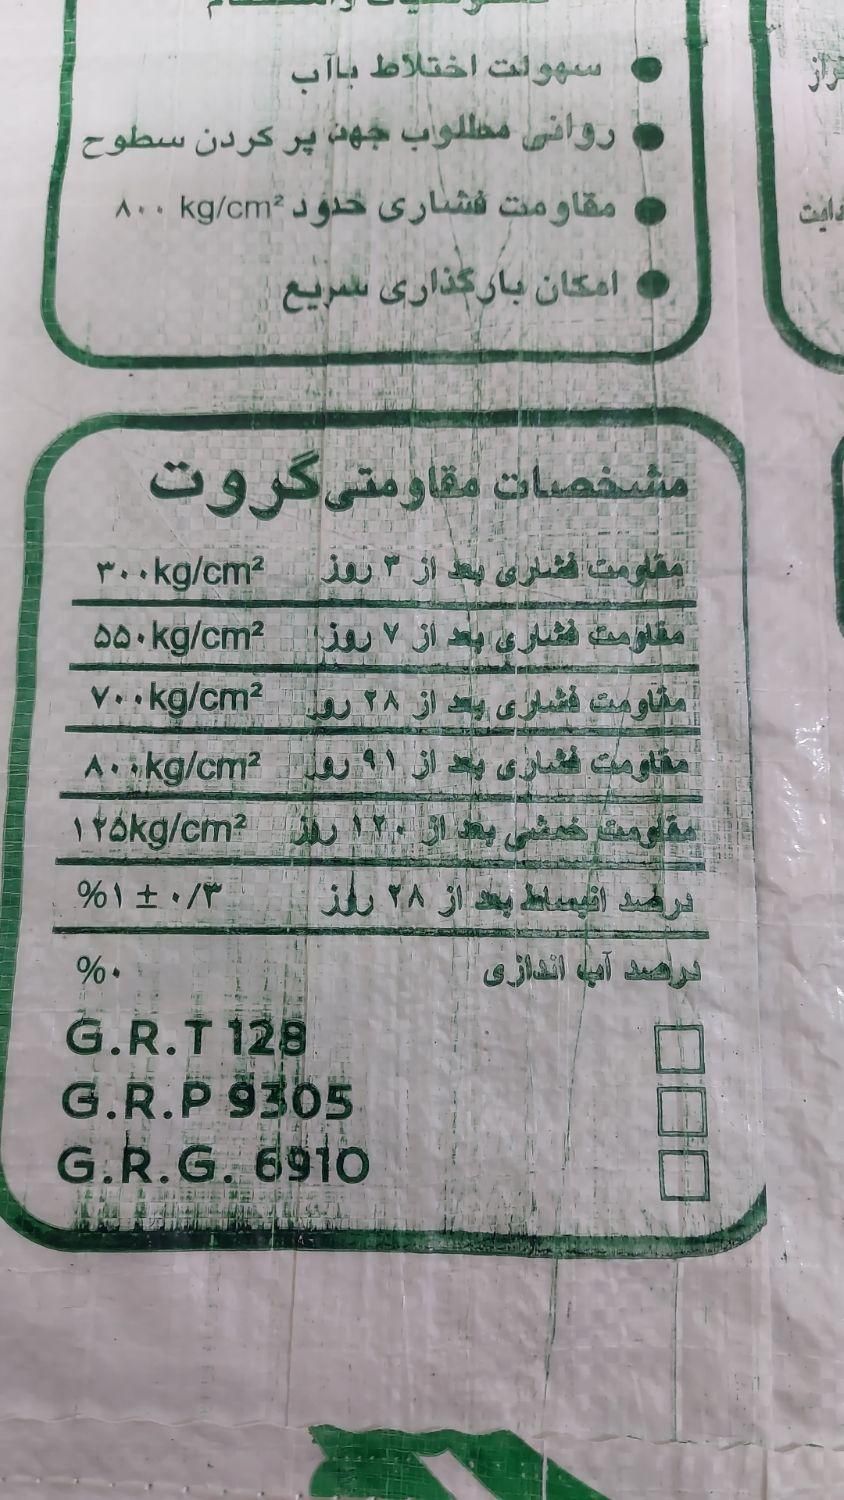 سهولت اختلاط باآب
روانی مطلوب جهت پر کردن سطوح
مقاومت فشاری حدود ۸۰۰ kg/cm²
امکان بارگذاری سریع
مشخصات مقاومتی گروت
مقاومت فشاری بعد از ۳ روز ۳۰۰kg/cm²
مقاومت فشاری بعد از ۷ روز ۵۵۰kg/cm²
مقاومت فشاری بعد از ۲۸ روز ۷۰۰kg/cm²
مقاومت فشاری بعد از ۹۱ روز ۸۰۰kg/cm²
مقاومت خمشی بعد از ۱۲۰ روز ۱۲۵kg/cm²
درصد انبساط بعد از ۲۸ روز %۱ ± ۰/۳
درصد آب اندازی %۰
G.R.T 128
G.R.P 9305
G.R.G. 6910